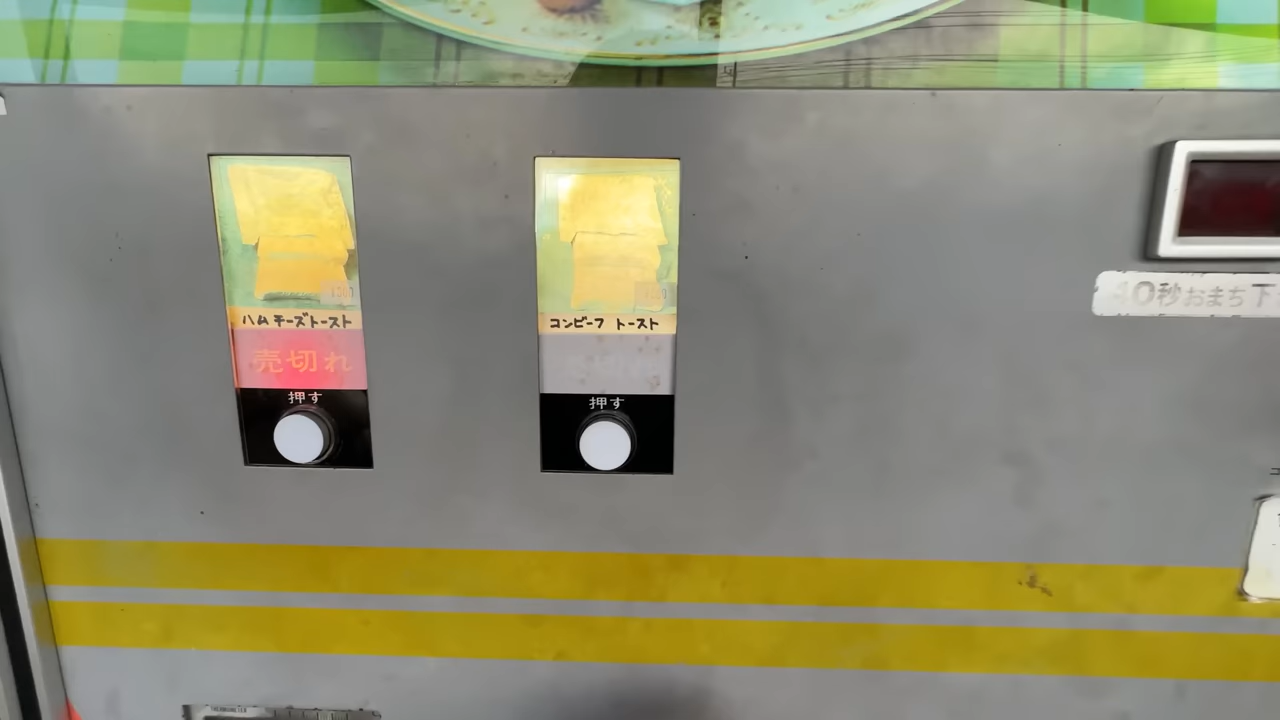 ハムチーズトースト
売切れ
押す
コンビーフ トースト
押す
40秒おまち下